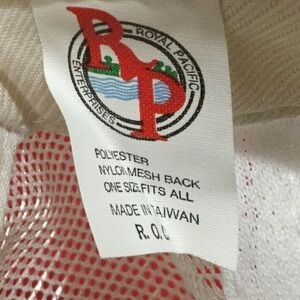 ROYAL PACIFIC
ENTERPRISES
RP
POLYESTER
NYLON MESH BACK
ONE SIZE FITS ALL
MADE IN TAIWAN
R.O.C